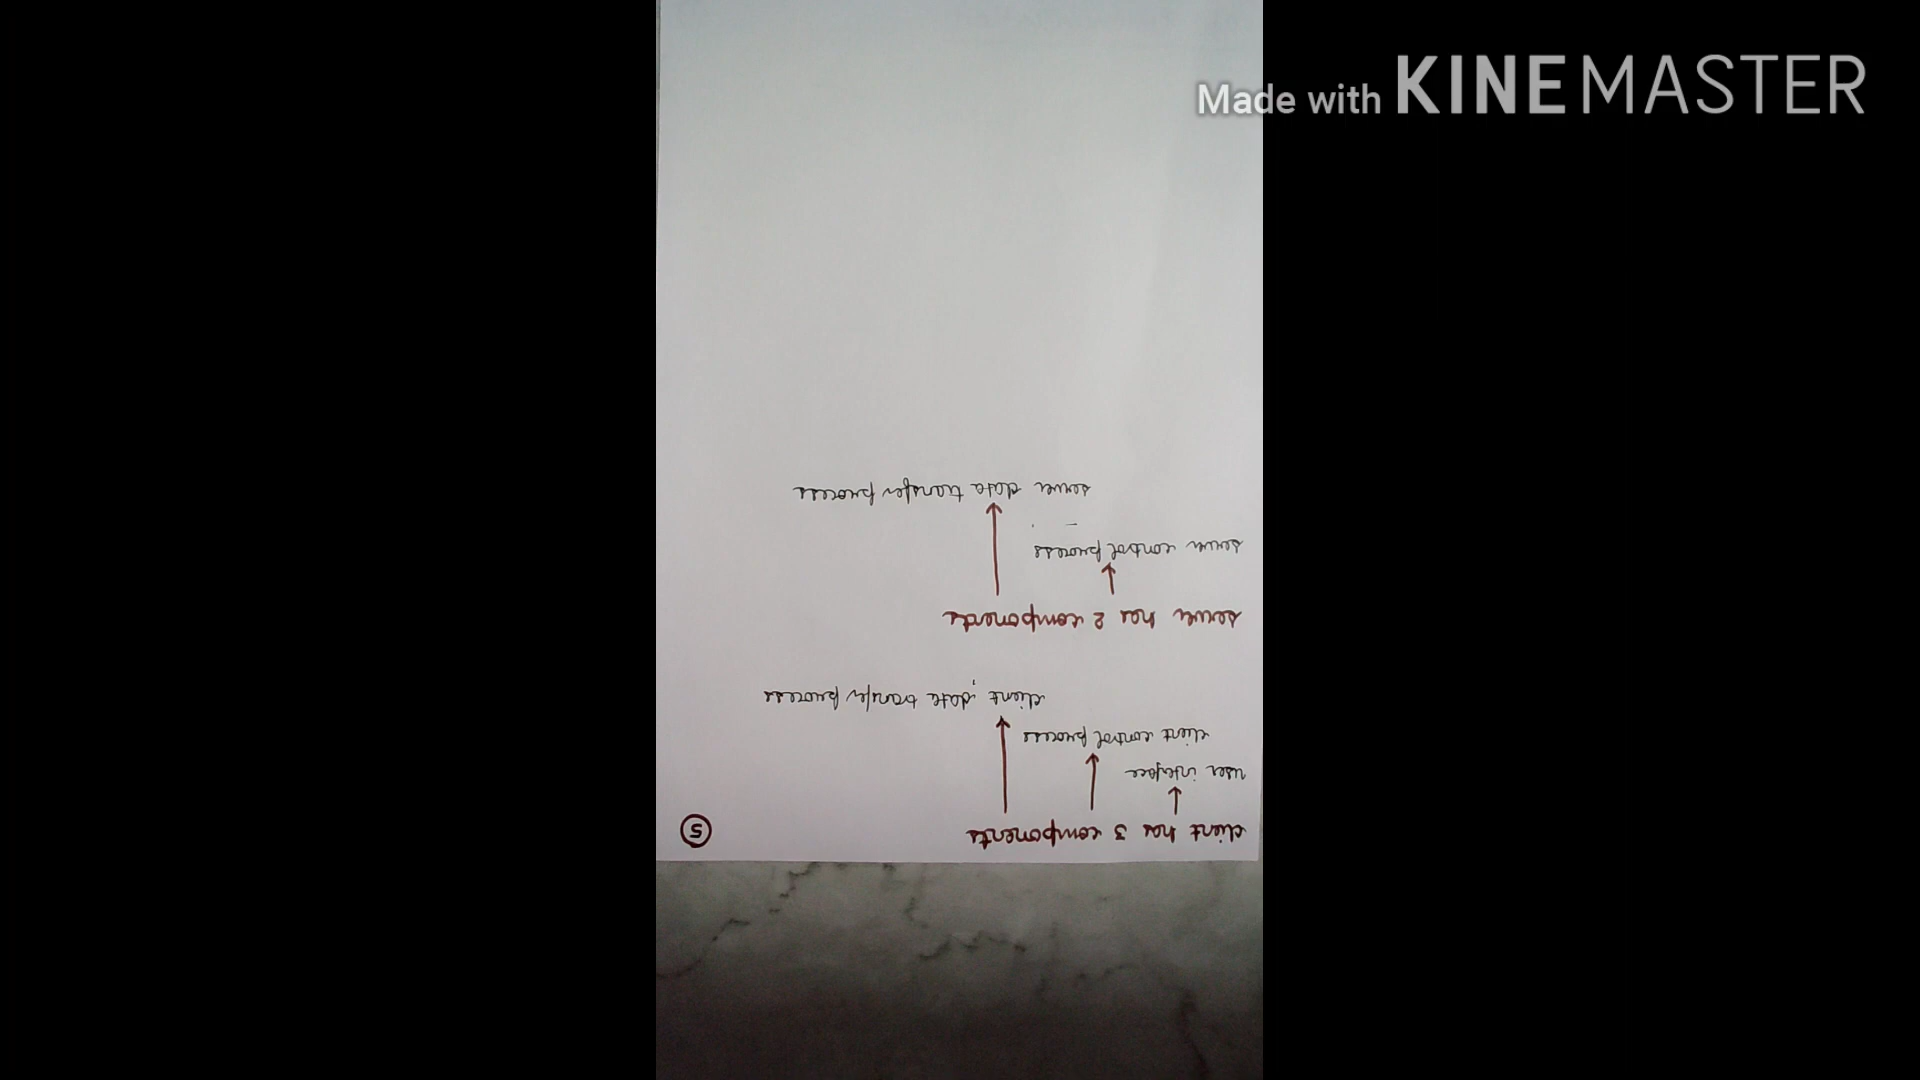 Made with KINEMASTER
client has 3 components
5
user interface
client control process
client data transfer process
server has 2 components
server control process
server data transfer process